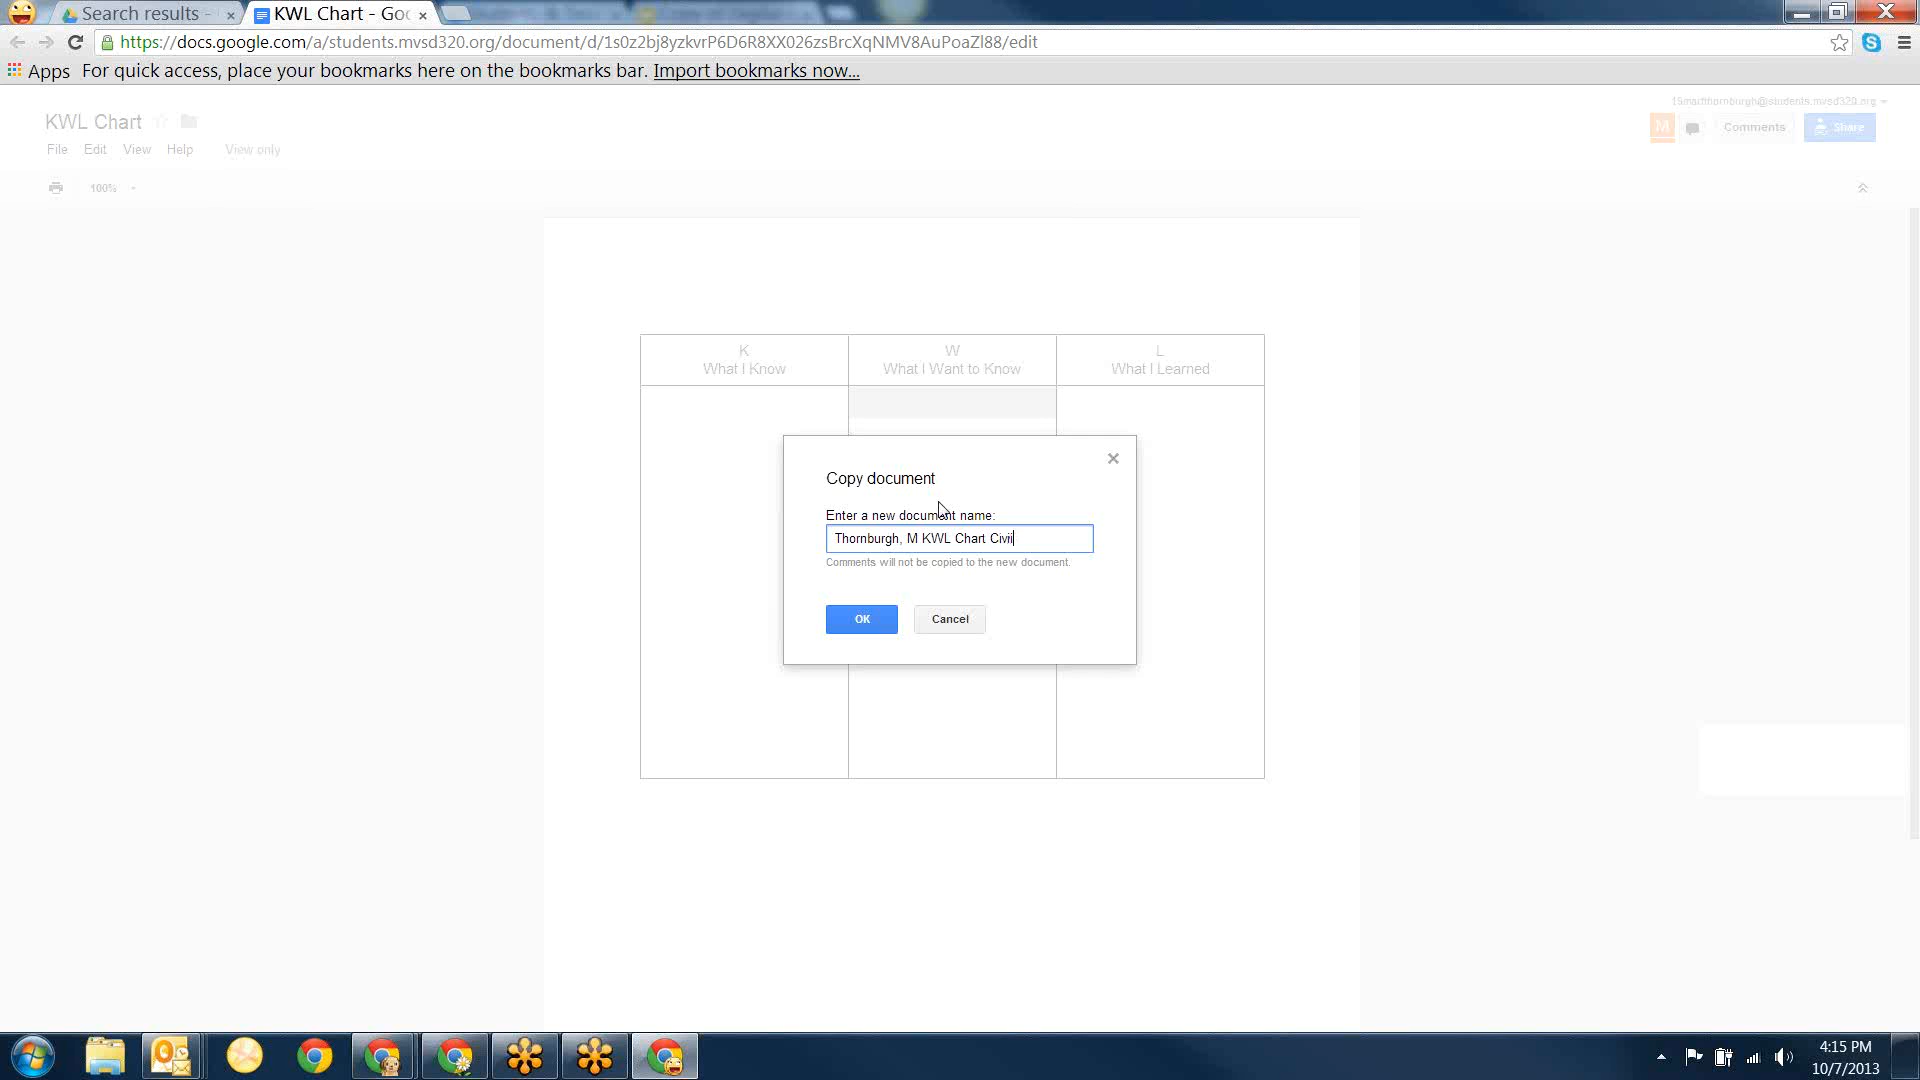 Search results -
KWL Chart - Goo
https://docs.google.com/a/students.mvsd320.org/document/d/1s0z2bj8yzkvrP6D6R8XX026zsBrcXqNMV8AuPoaZl88/edit
Apps For quick access, place your bookmarks here on the bookmarks bar. Import bookmarks now...
KWL Chart
File Edit View Help View only
M Comments Share
100%
K
What I Know
W
What I Want to Know
L
What I Learned
Copy document
Enter a new document name:
Thornburgh, M KWL Chart Civii
Comments will not be copied to the new document.
OK Cancel
4:15 PM
10/7/2013